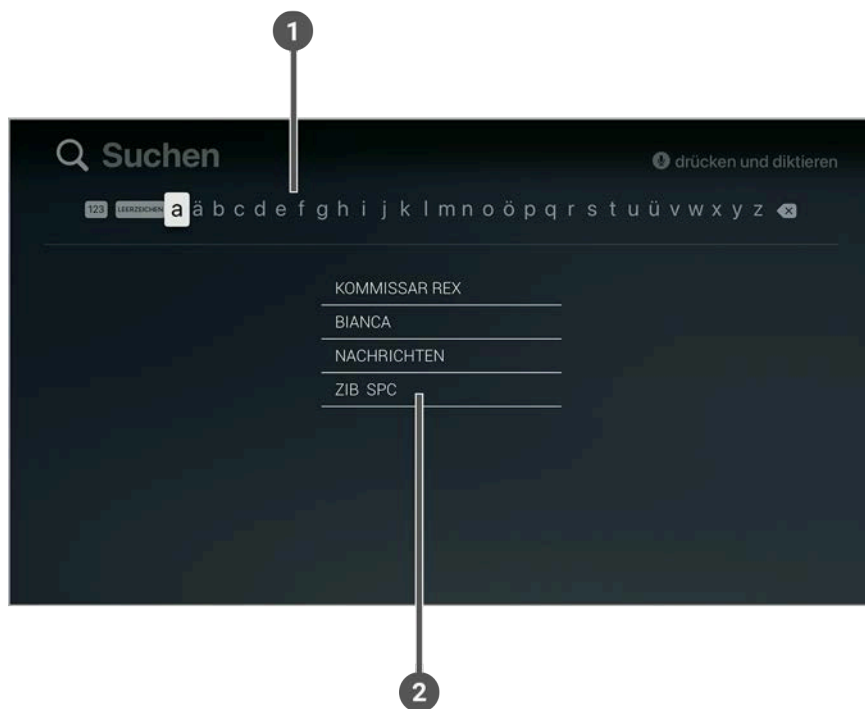 1
Suchen
drücken und diktieren
123 LEERZEICHEN a ä b c d e f g h i j k l m n o ö p q r s t u ü v w x y z
KOMMISSAR REX
BIANCA
NACHRICHTEN
ZIB SPC
2